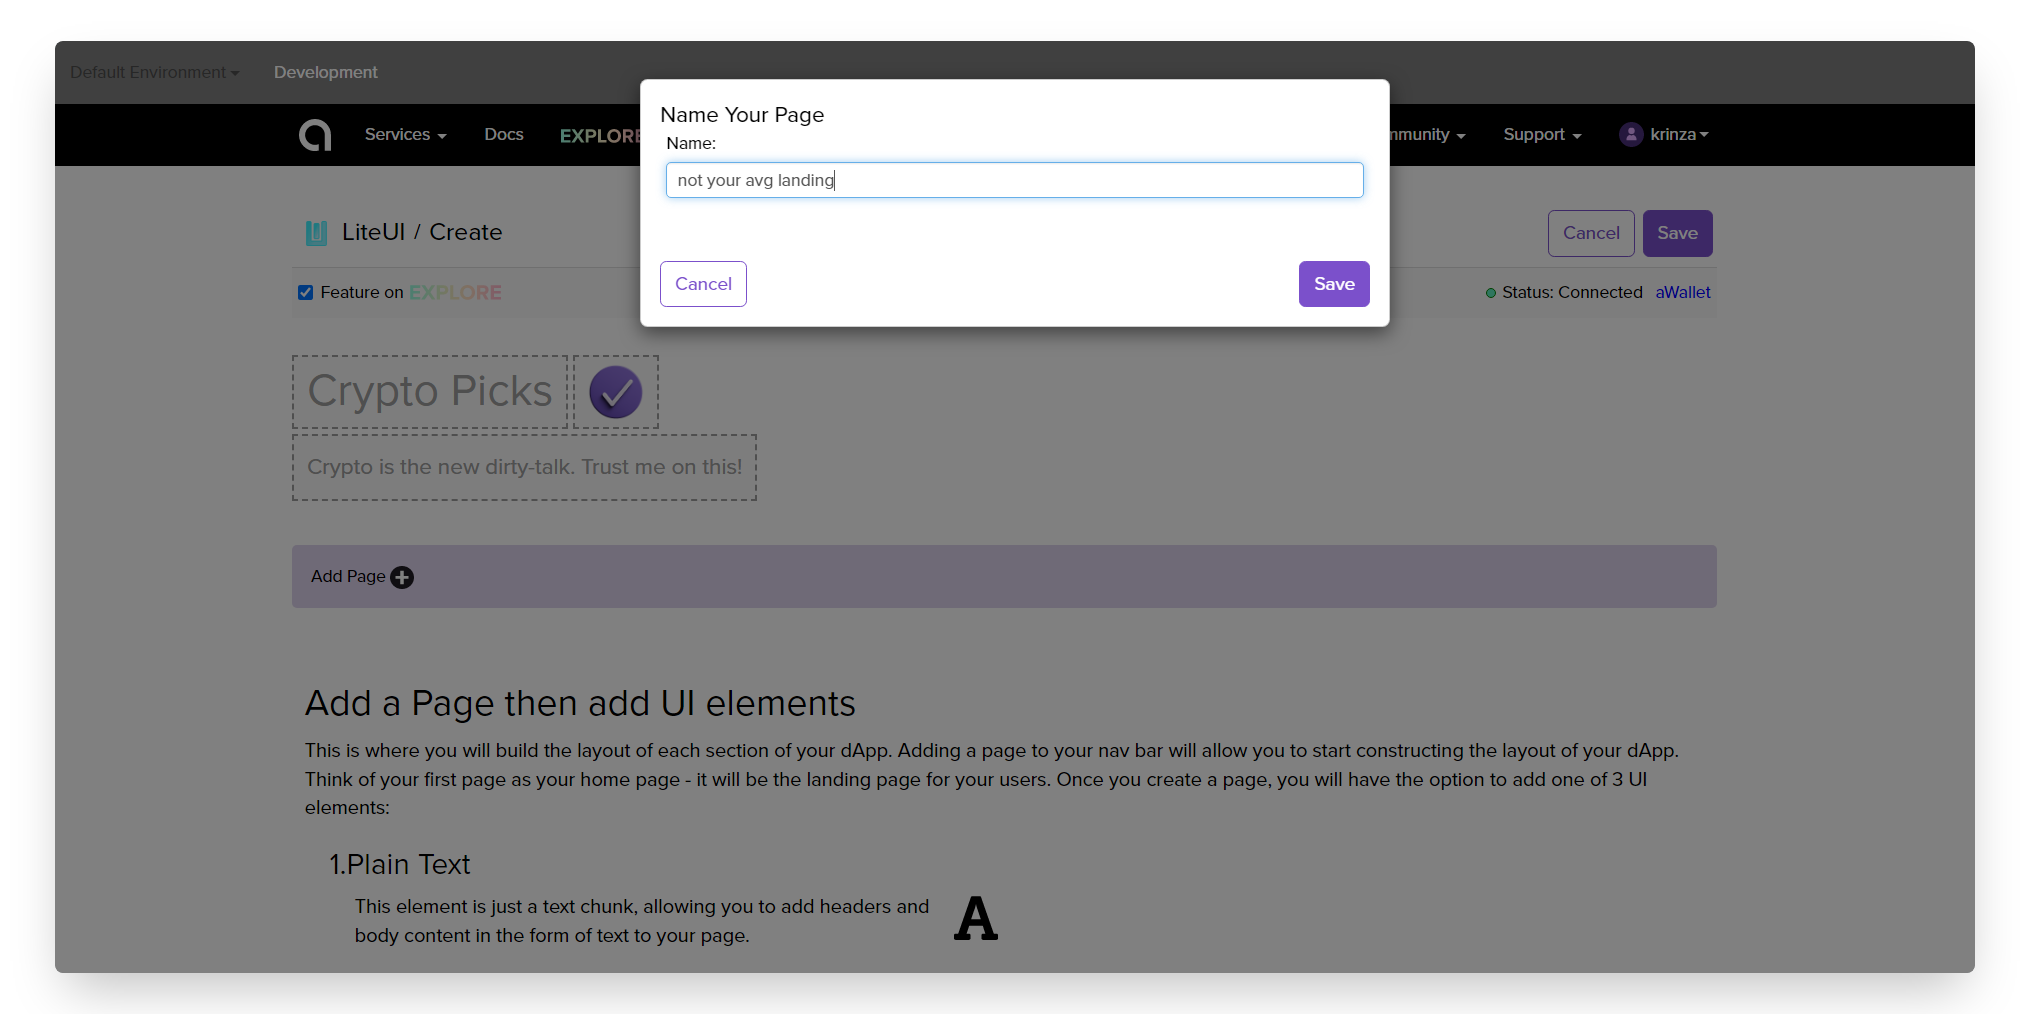 Default Environment
Development
Services
Docs
EXPLORE
mmunity
Support
krinza
Name Your Page
Name:
not your avg landing
Cancel
Save
LiteUI / Create
Cancel
Save
Feature on EXPLORE
Status: Connected aWallet
Crypto Picks
Crypto is the new dirty-talk. Trust me on this!
Add Page
Add a Page then add UI elements
This is where you will build the layout of each section of your dApp. Adding a page to your nav bar will allow you to start constructing the layout of your dApp.
Think of your first page as your home page - it will be the landing page for your users. Once you create a page, you will have the option to add one of 3 UI
elements:
1.Plain Text
This element is just a text chunk, allowing you to add headers and
body content in the form of text to your page.
A